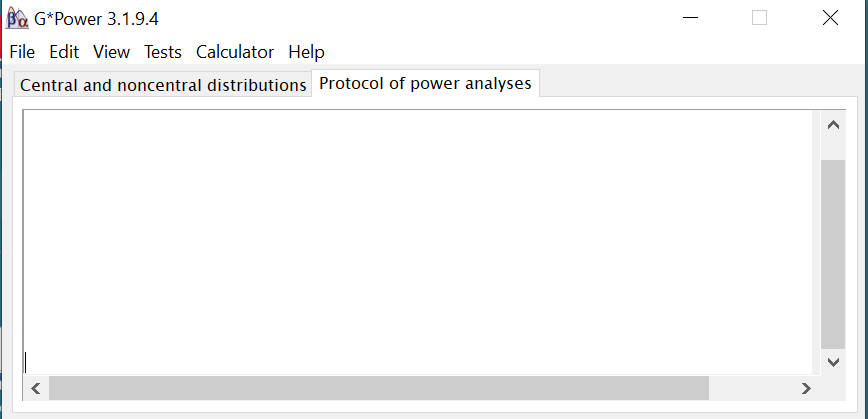 G*Power 3.1.9.4
File Edit View Tests Calculator Help
Central and noncentral distributions Protocol of power analyses